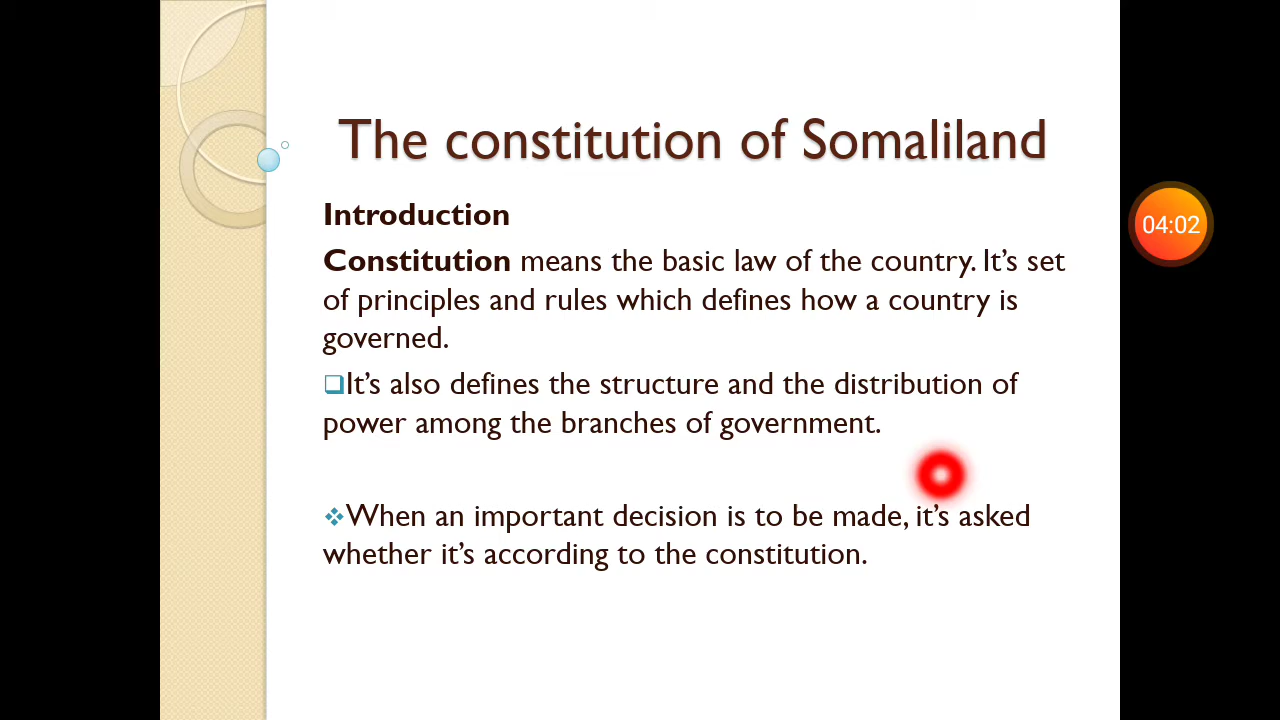 The constitution of Somaliland
Introduction
Constitution means the basic law of the country. It's set
of principles and rules which defines how a country is
governed.
It's also defines the structure and the distribution of
power among the branches of government.
When an important decision is to be made, it's asked
whether it's according to the constitution.
04:02